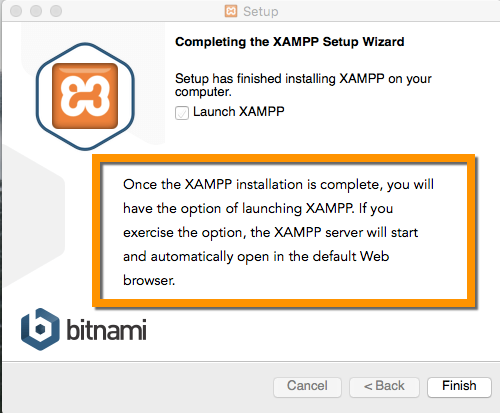 Setup
Completing the XAMPP Setup Wizard
Setup has finished installing XAMPP on your
computer.
Launch XAMPP
Once the XAMPP installation is complete, you will
have the option of launching XAMPP. If you
exercise the option, the XAMPP server will start
and automatically open in the default Web
browser.
bitnami
Cancel
< Back
Finish